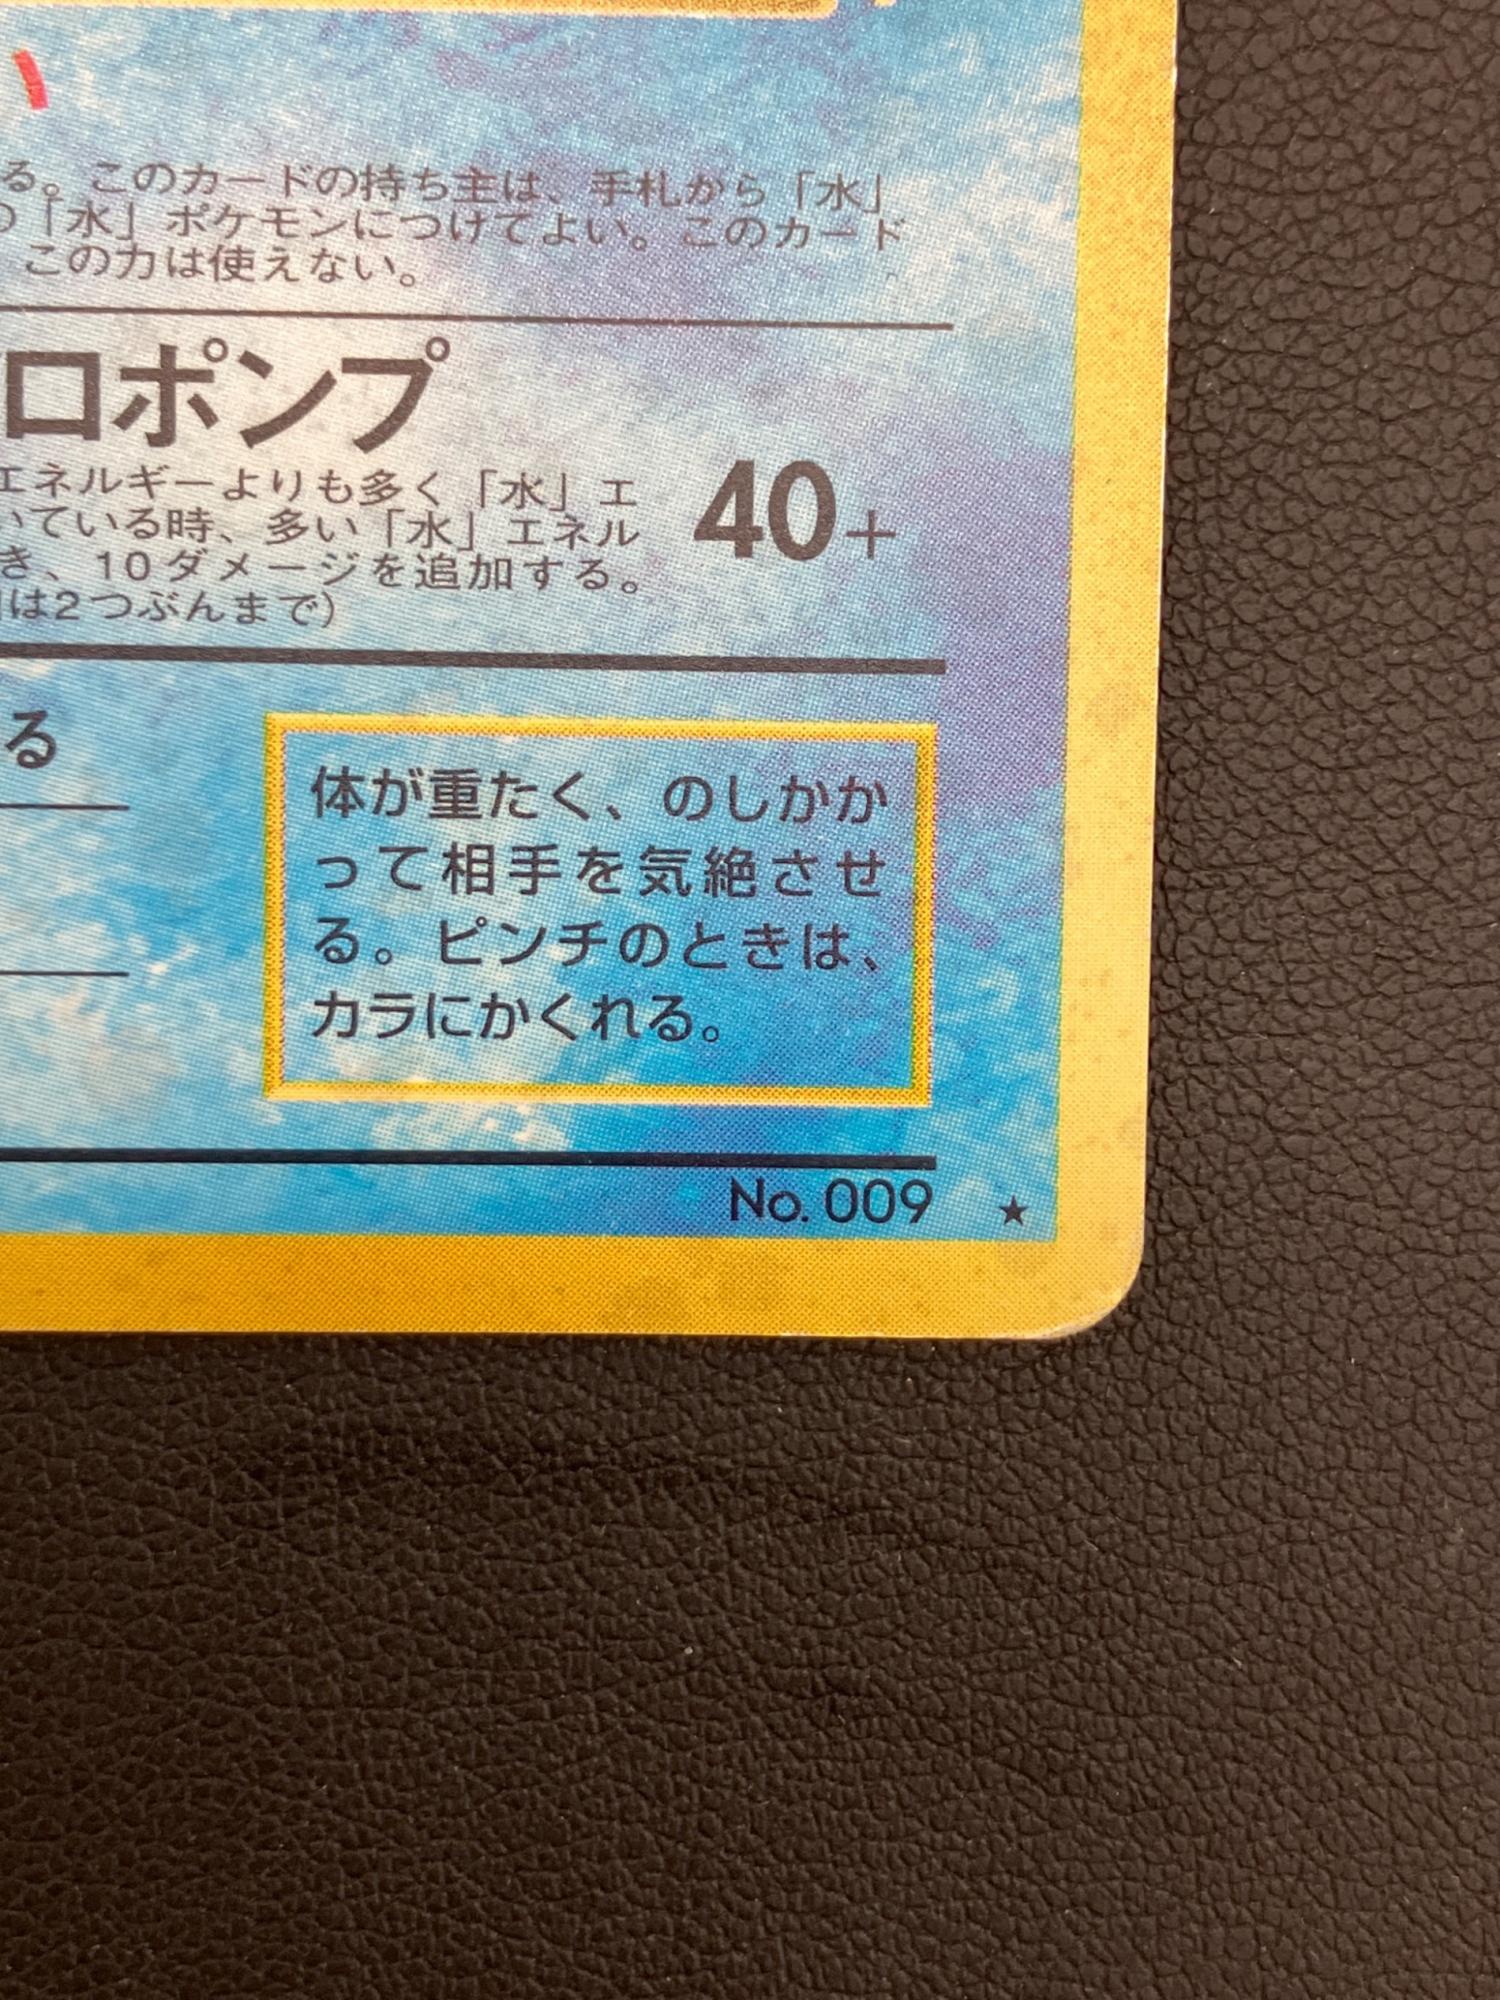 る。このカードの持ち主は、手札から「水」
「水」ポケモンにつけてよい。このカード
この力は使えない。
ロポンプ
エネルギーよりも多く「水」エ
いている時、多い「水」エネル
き、10ダメージを追加する。
は2つぶんまで）
40+
る
体が重たく、のしかか
って相手を気絶させ
る。ピンチのときは、
カラにかくれる。
No. 009 ★